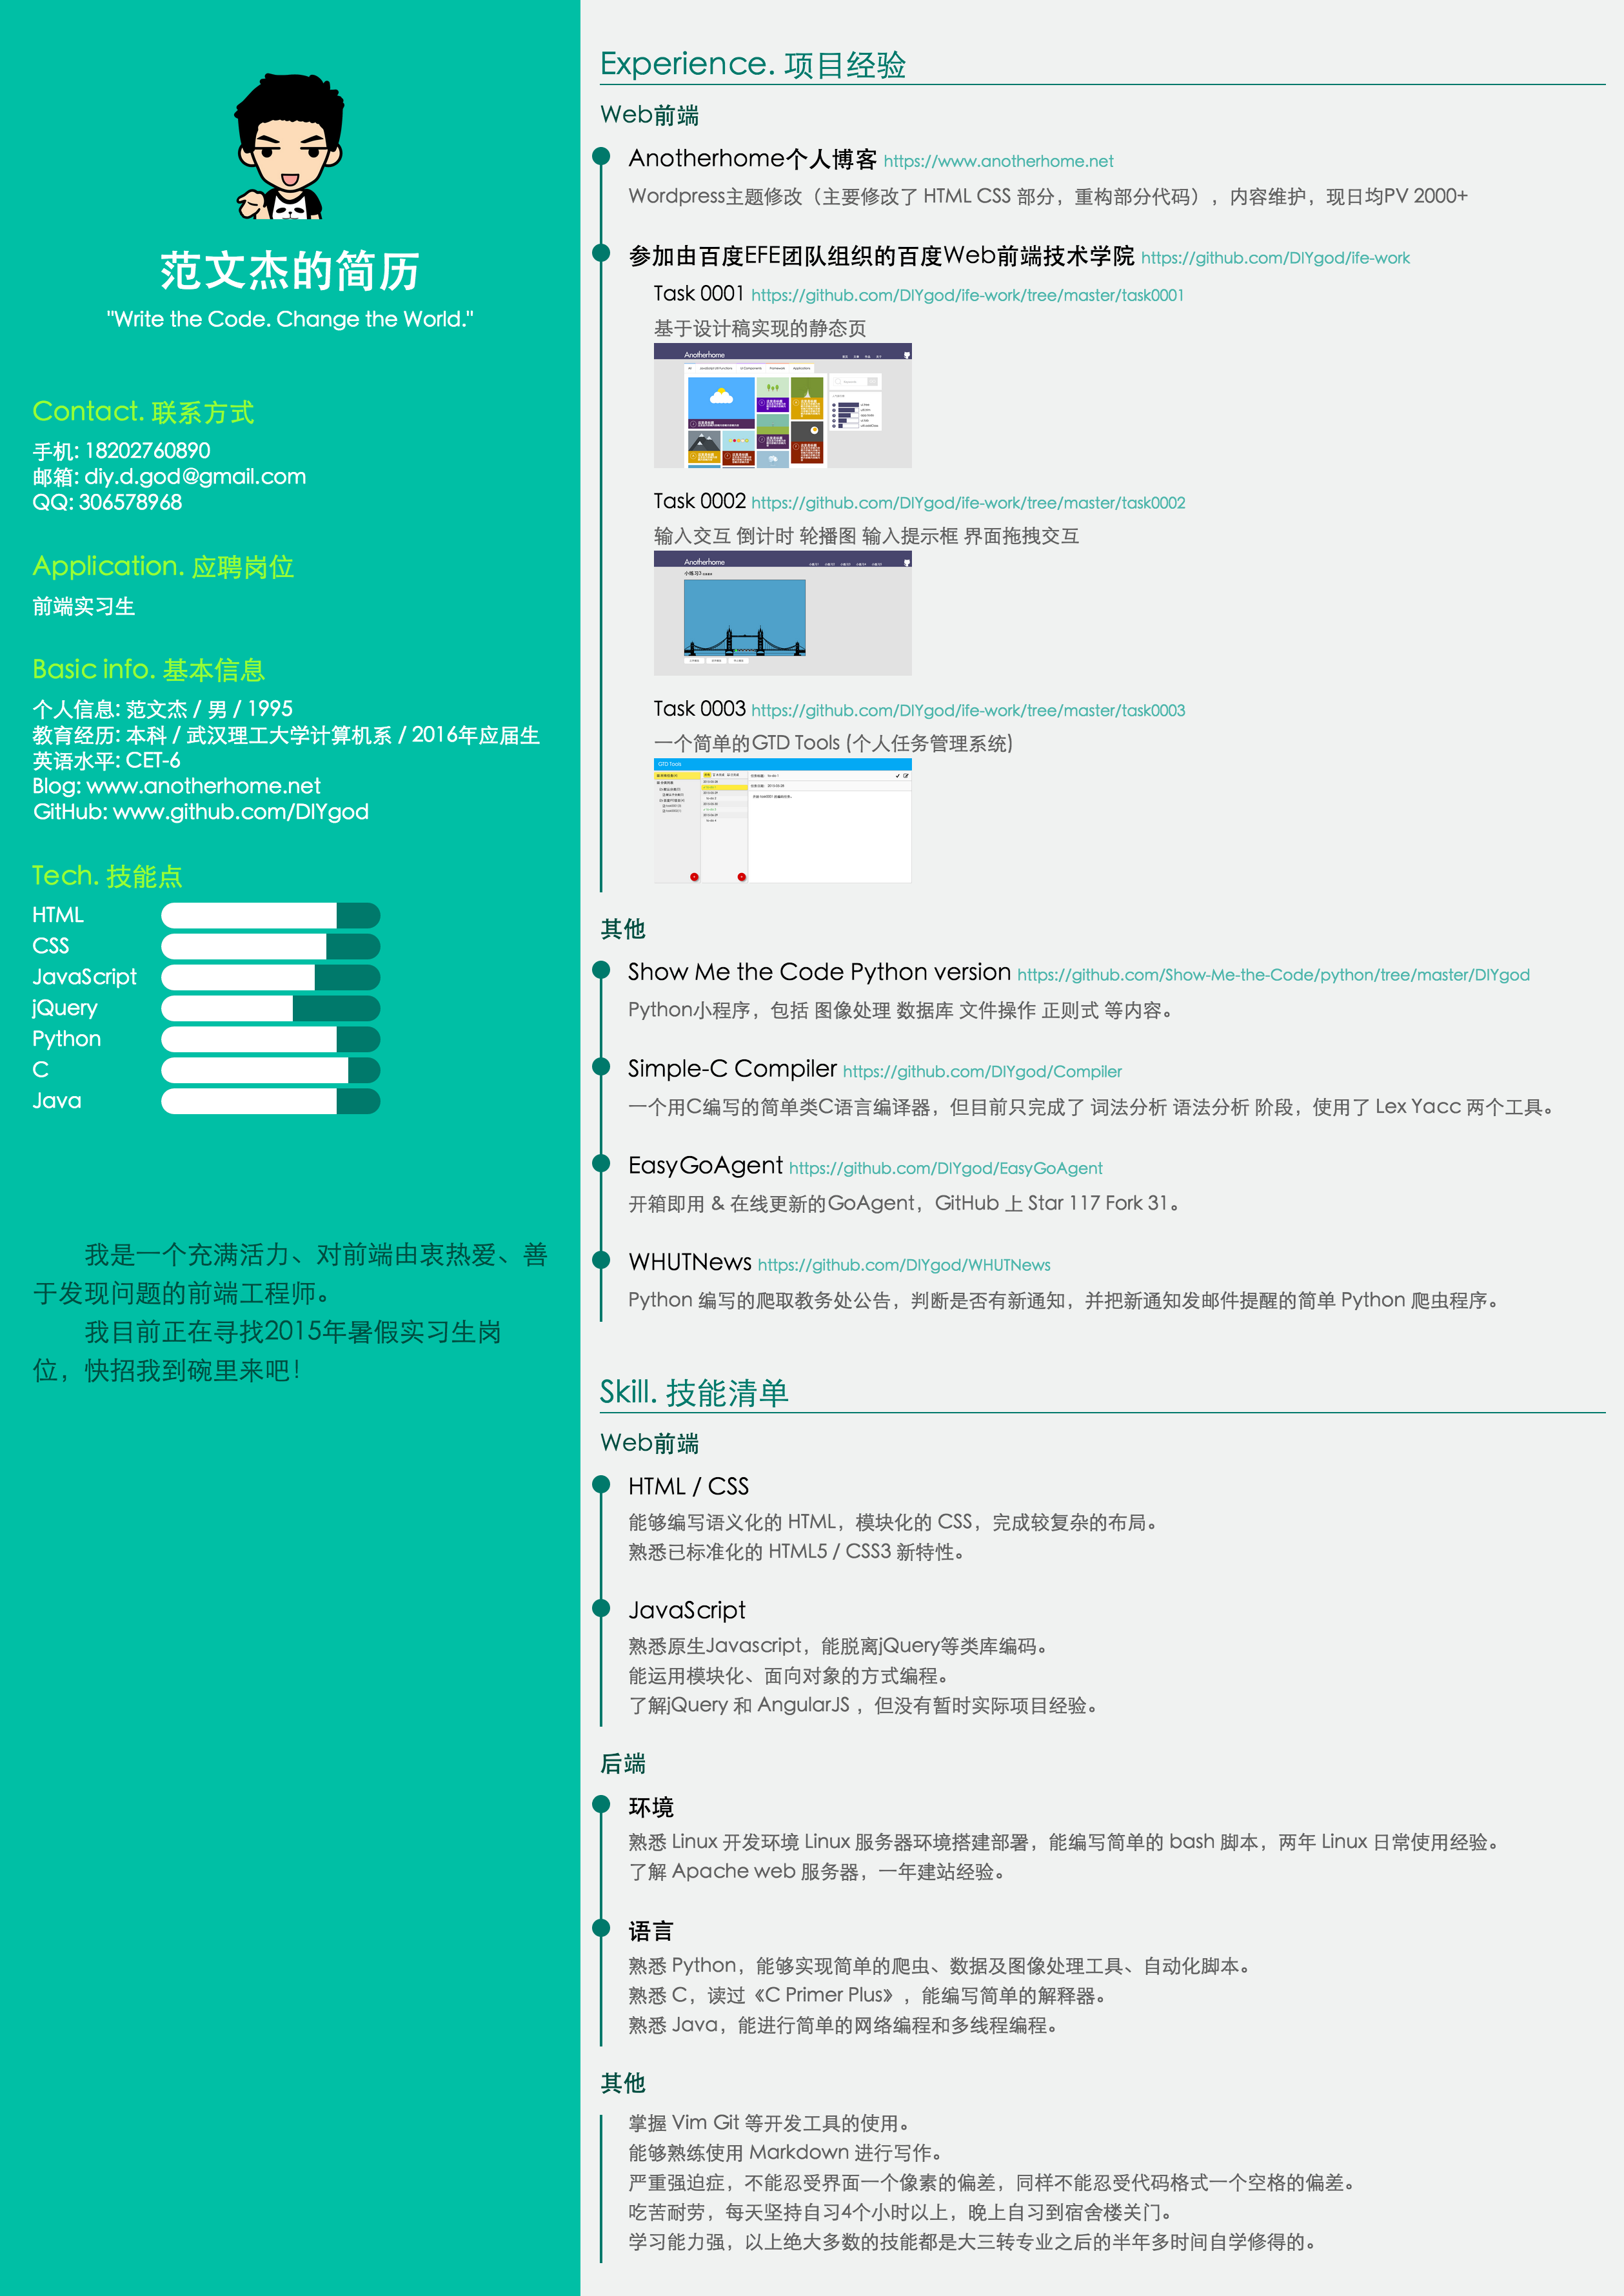 范文杰的简历
"Write the Code. Change the World."
Contact. 联系方式
手机: 18202760890
邮箱: diy.d.god@gmail.com
QQ: 306578968
Application. 应聘岗位
前端实习生
Basic info. 基本信息
个人信息: 范文杰 / 男 / 1995
教育经历: 本科 / 武汉理工大学计算机系 / 2016年应届生
英语水平: CET-6
Blog: www.anotherhome.net
GitHub: www.github.com/DIYgod
Tech. 技能点
HTML
CSS
JavaScript
jQuery
Python
C
Java
我是一个充满活力、对前端由衷热爱、善
于发现问题的前端工程师。
我目前正在寻找2015年暑假实习生岗
位，快招我到碗里来吧！
Experience. 项目经验
Web前端
Anotherhome个人博客 https://www.anotherhome.net
Wordpress主题修改（主要修改了 HTML CSS 部分，重构部分代码），内容维护，现日均PV 2000+
参加由百度EFE团队组织的百度Web前端技术学院 https://github.com/DIYgod/ife-work
Task 0001 https://github.com/DIYgod/ife-work/tree/master/task0001
基于设计稿实现的静态页
Anotherhome
Task 0002 https://github.com/DIYgod/ife-work/tree/master/task0002
输入交互 倒计时 轮播图 输入提示框 界面拖拽交互
Anotherhome
小练习3
Task 0003 https://github.com/DIYgod/ife-work/tree/master/task0003
一个简单的GTD Tools (个人任务管理系统)
GTD Tools
其他
Show Me the Code Python version https://github.com/Show-Me-the-Code/python/tree/master/DIYgod
Python小程序，包括 图像处理 数据库 文件操作 正则式 等内容。
Simple-C Compiler https://github.com/DIYgod/Compiler
一个用C编写的简单类C语言编译器，但目前只完成了 词法分析 语法分析 阶段，使用了 Lex Yacc 两个工具。
EasyGoAgent https://github.com/DIYgod/EasyGoAgent
开箱即用 & 在线更新的GoAgent，GitHub 上 Star 117 Fork 31。
WHUTNews https://github.com/DIYgod/WHUTNews
Python 编写的爬取教务处公告，判断是否有新通知，并把新通知发邮件提醒的简单 Python 爬虫程序。
Skill. 技能清单
Web前端
HTML / CSS
能够编写语义化的 HTML，模块化的 CSS，完成较复杂的布局。
熟悉已标准化的 HTML5 / CSS3 新特性。
JavaScript
熟悉原生Javascript，能脱离jQuery等类库编码。
能运用模块化、面向对象的方式编程。
了解jQuery 和 AngularJS ，但没有暂时实际项目经验。
后端
环境
熟悉 Linux 开发环境 Linux 服务器环境搭建部署，能编写简单的 bash 脚本，两年 Linux 日常使用经验。
了解 Apache web 服务器，一年建站经验。
语言
熟悉 Python，能够实现简单的爬虫、数据及图像处理工具、自动化脚本。
熟悉 C，读过《C Primer Plus》，能编写简单的解释器。
熟悉 Java，能进行简单的网络编程和多线程编程。
其他
掌握 Vim Git 等开发工具的使用。
能够熟练使用 Markdown 进行写作。
严重强迫症，不能忍受界面一个像素的偏差，同样不能忍受代码格式一个空格的偏差。
吃苦耐劳，每天坚持自习4个小时以上，晚上自习到宿舍楼关门。
学习能力强，以上绝大多数的技能都是大三转专业之后的半年多时间自学修得的。